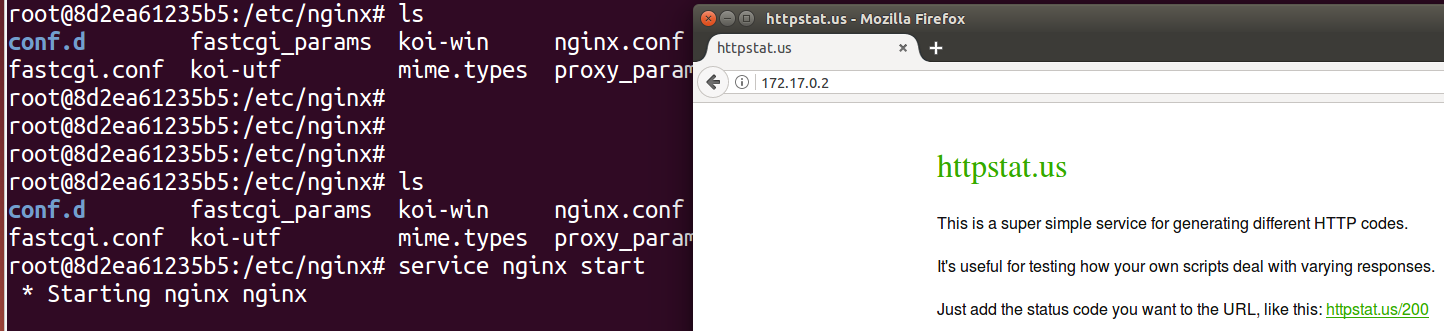 root@8d2ea61235b5:/etc/nginx# ls
conf.d fastcgi_params koi-win nginx.conf
fastcgi.conf koi-utf mime.types proxy_param
root@8d2ea61235b5:/etc/nginx#
root@8d2ea61235b5:/etc/nginx#
root@8d2ea61235b5:/etc/nginx#
root@8d2ea61235b5:/etc/nginx# ls
conf.d fastcgi_params koi-win nginx.conf
fastcgi.conf koi-utf mime.types proxy_param
root@8d2ea61235b5:/etc/nginx# service nginx start
* Starting nginx nginx
httpstat.us - Mozilla Firefox
httpstat.us
172.17.0.2
httpstat.us
This is a super simple service for generating different HTTP codes.
It's useful for testing how your own scripts deal with varying responses.
Just add the status code you want to the URL, like this: httpstat.us/200